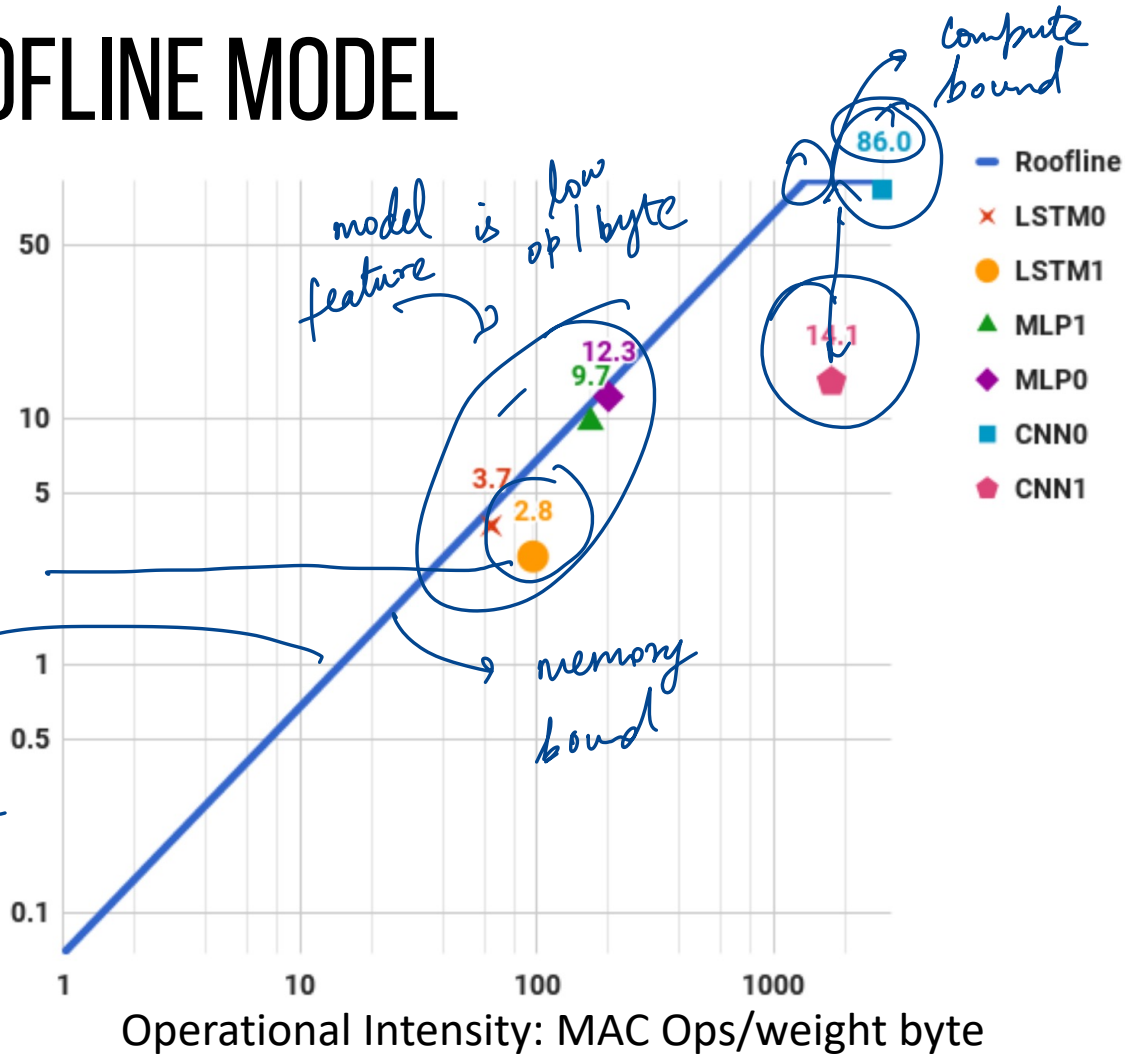 OFLINE MODEL
compute
bound
86.0
Roofline
LSTM0
LSTM1
MLP1
MLP0
CNN0
CNN1
model is low
feature op / byte
50
14.1
12.3
9.7
10
3.7
5
2.8
memory
bound
1
0.5
0.1
1 10 100 1000
Operational Intensity: MAC Ops/weight byte